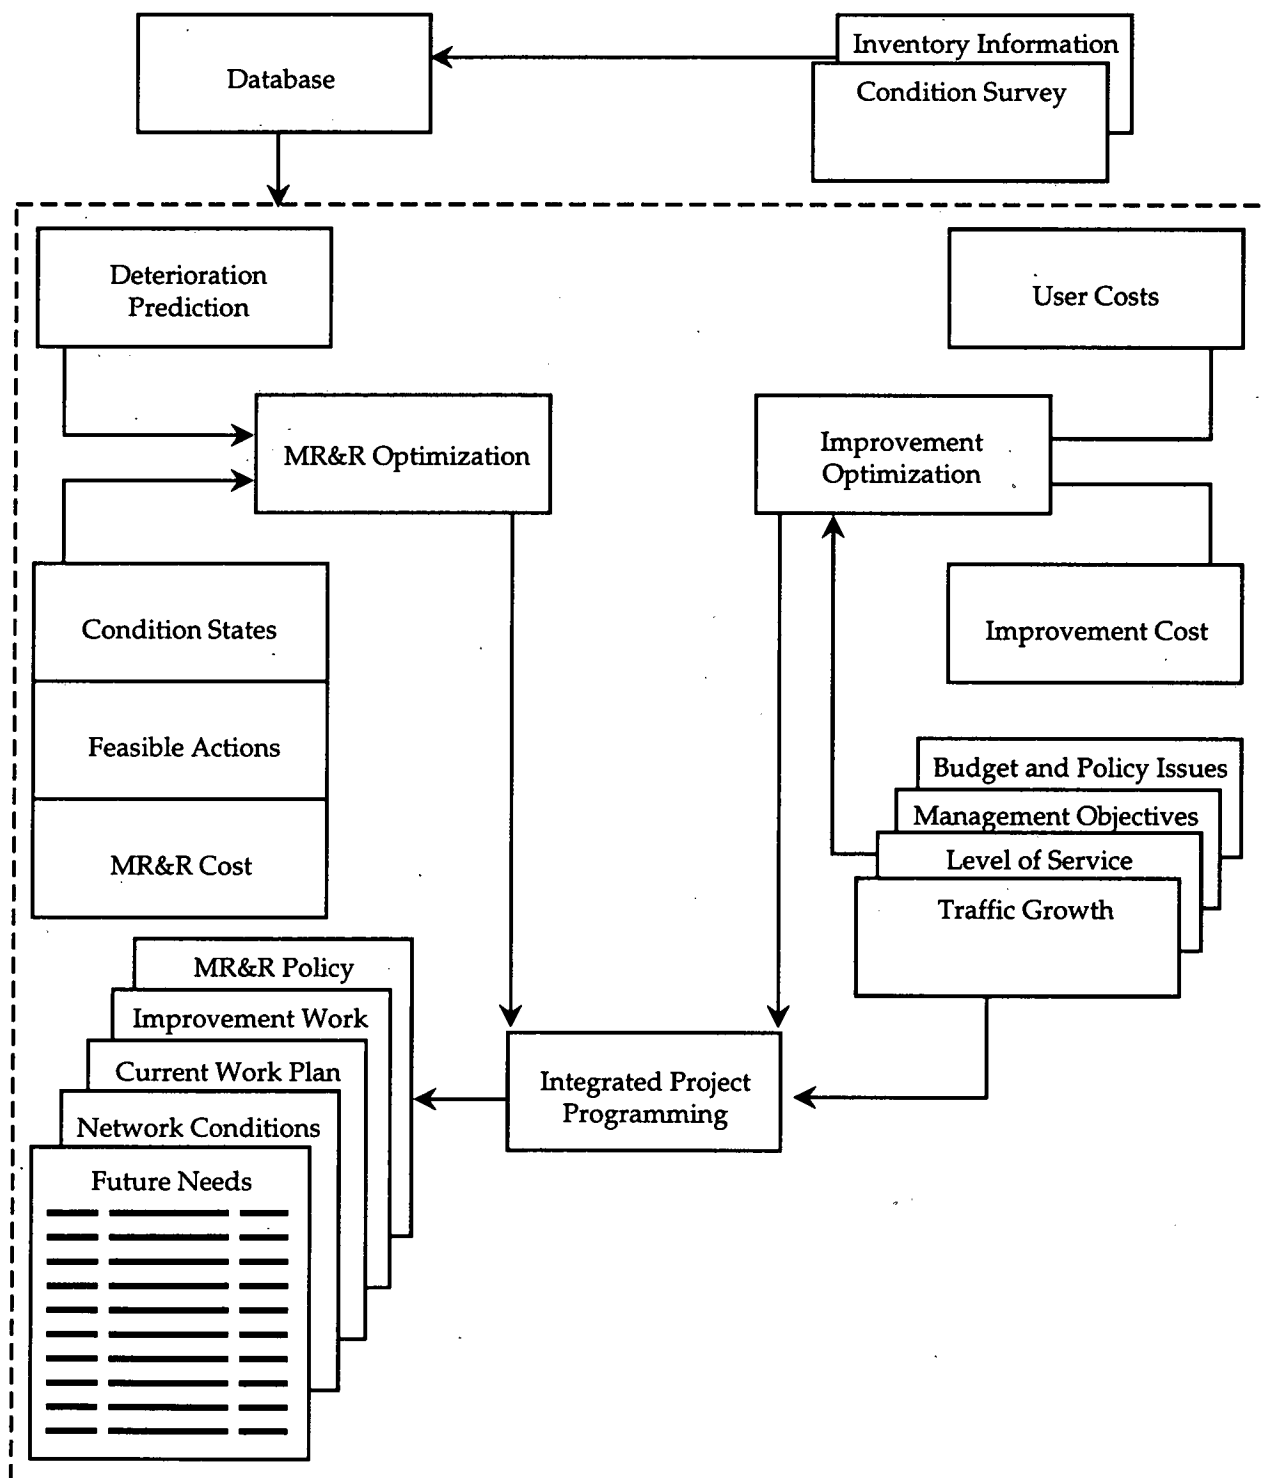 Inventory Information
Database
Condition Survey
Deterioration
Prediction
User Costs
MR&R Optimization
Improvement
Optimization
Condition States
Improvement Cost
Feasible Actions
Budget and Policy Issues
Management Objectives
MR&R Cost
Level of Service
Traffic Growth
MR&R Policy
Improvement Work
Current Work Plan
Integrated Project
Programming
Network Conditions
Future Needs